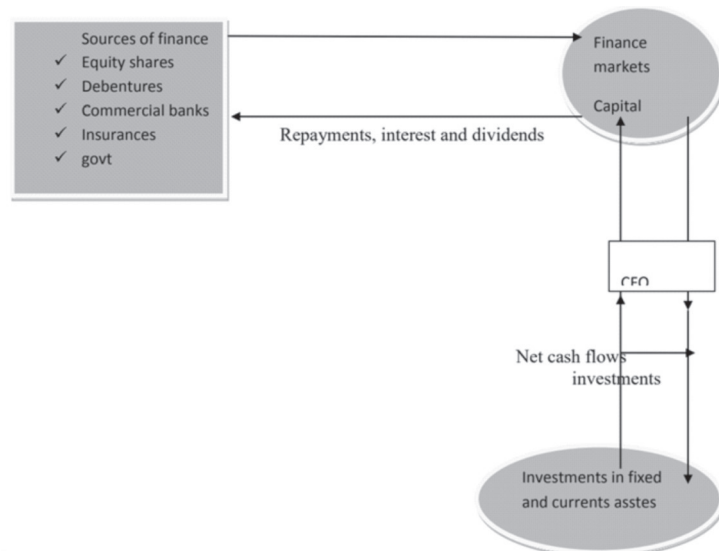 Sources of finance
✓ Equity shares
✓ Debentures
✓ Commercial banks
✓ Insurances
✓ govt
Finance
markets
Capital
Repayments, interest and dividends
CFO
Net cash flows
investments
Investments in fixed
and currents asstes